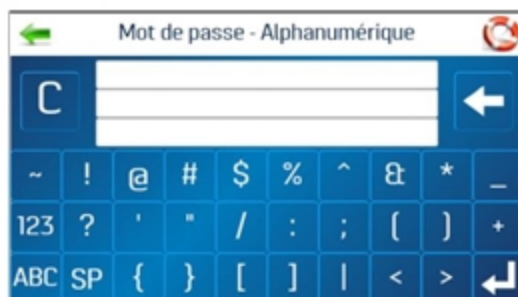 Mot de passe - Alphanumérique
C
~ ! @ # $ % ^ & * _
123 ? ' " / : ; ( ) +
ABC SP { } [ ] | < >